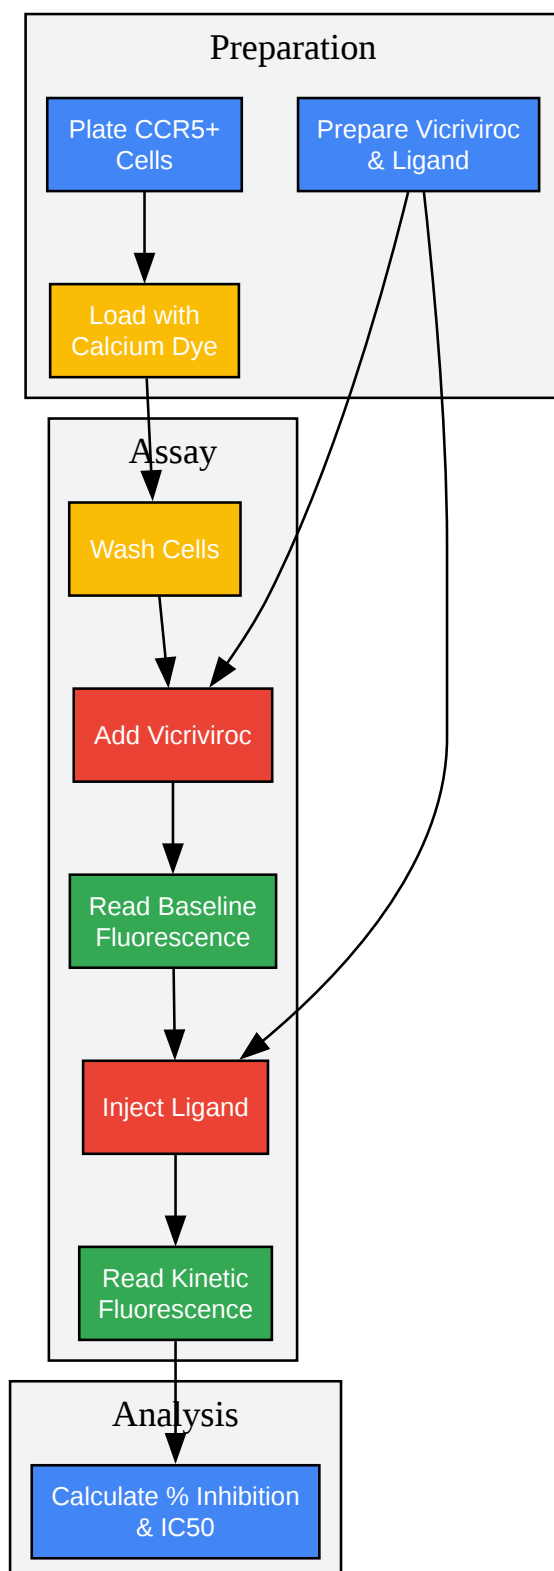 Preparation
Plate CCR5+
Cells
Prepare Vicriviroc
& Ligand
Load with
Calcium Dye
Assay
Wash Cells
Add Vicriviroc
Read Baseline
Fluorescence
Inject Ligand
Read Kinetic
Fluorescence
Analysis
Calculate % Inhibition
& IC50